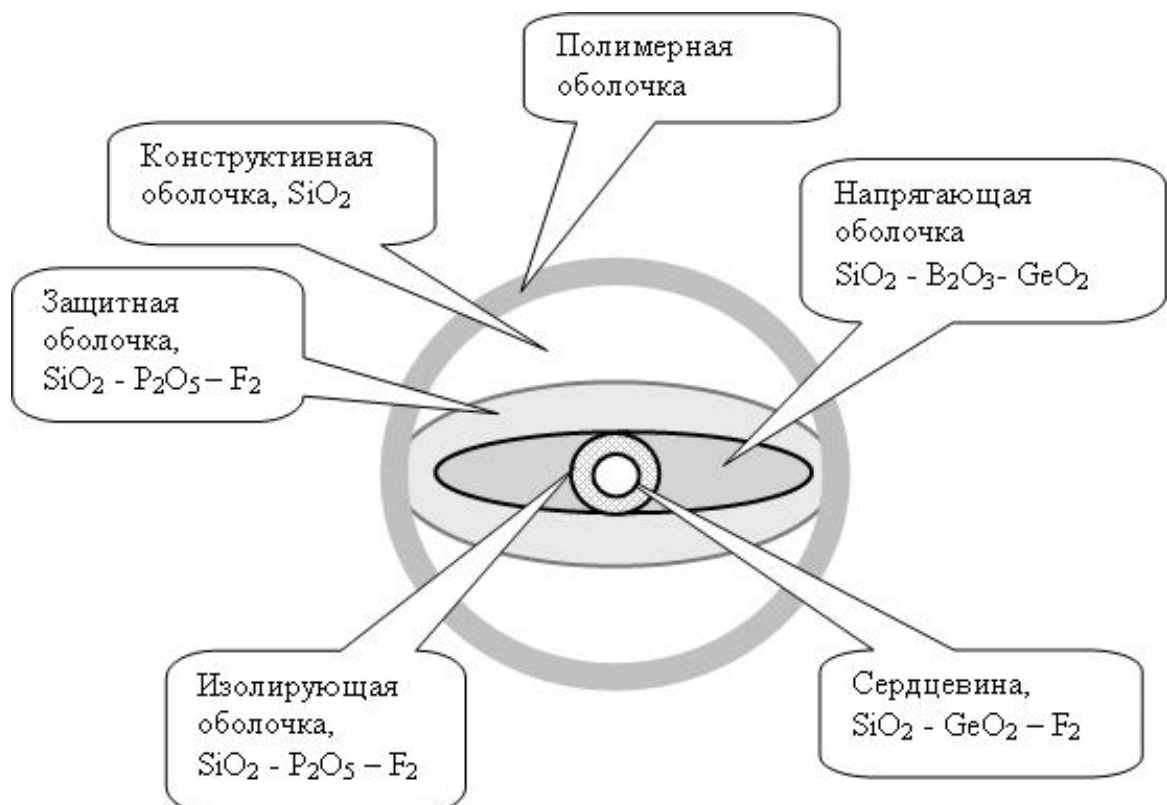 Полимерная
оболочка
Конструктивная
оболочка, SiO₂
Напрягающая
оболочка
SiO₂ - B₂O₃- GeO₂
Защитная
оболочка,
SiO₂ - P₂O₅ – F₂
Изолирующая
оболочка,
SiO₂ - P₂O₅ – F₂
Сердцевина,
SiO₂ - GeO₂ – F₂